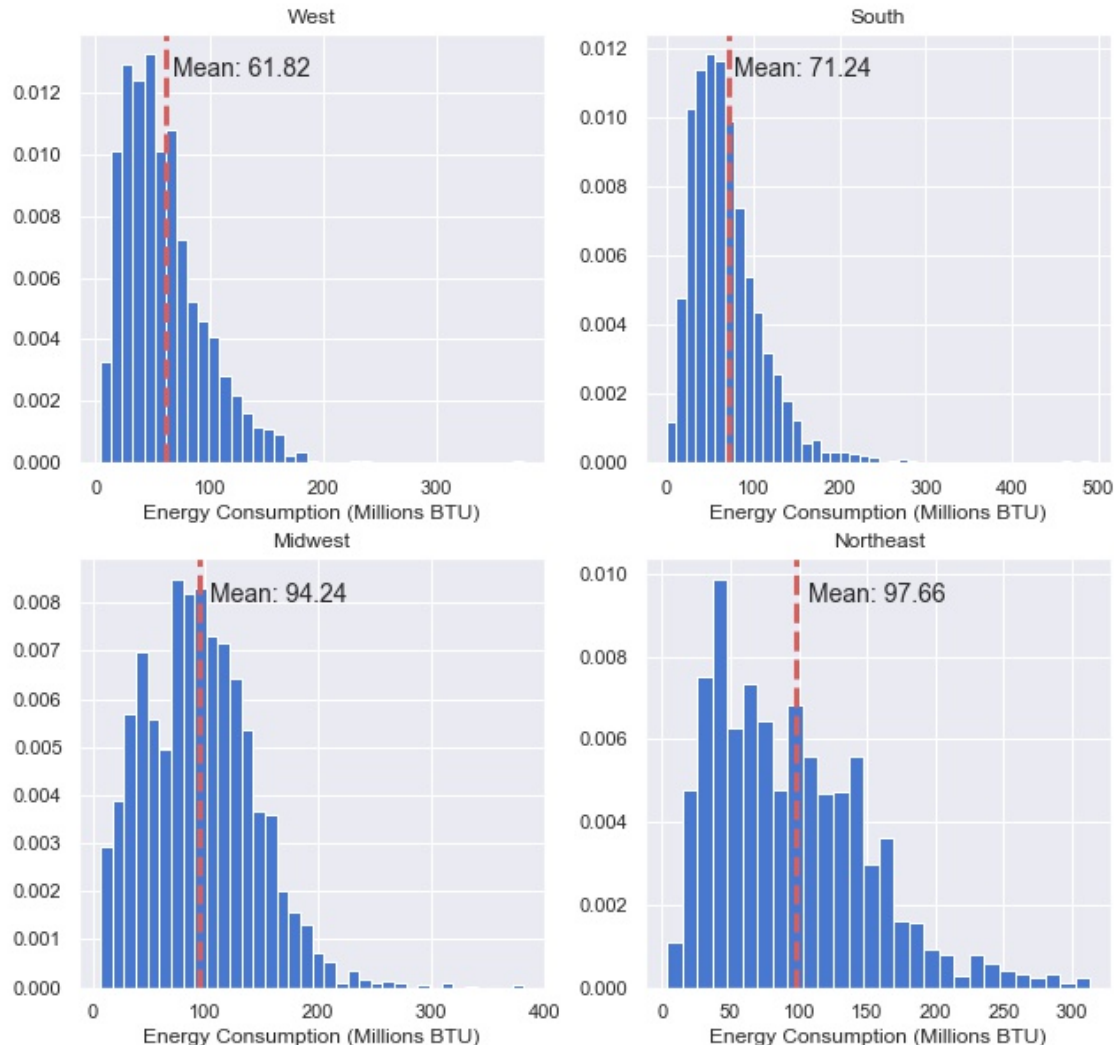 West
Mean: 61.82
0.012
0.010
0.008
0.006
0.004
0.002
0.000
0 100 200 300
Energy Consumption (Millions BTU)
South
Mean: 71.24
0.012
0.010
0.008
0.006
0.004
0.002
0.000
0 100 200 300 400 500
Energy Consumption (Millions BTU)
Midwest
Mean: 94.24
0.008
0.007
0.006
0.005
0.004
0.003
0.002
0.001
0.000
0 100 200 300 400
Energy Consumption (Millions BTU)
Northeast
0.010
Mean: 97.66
0.008
0.006
0.004
0.002
0.000
0 50 100 150 200 250 300
Energy Consumption (Millions BTU)